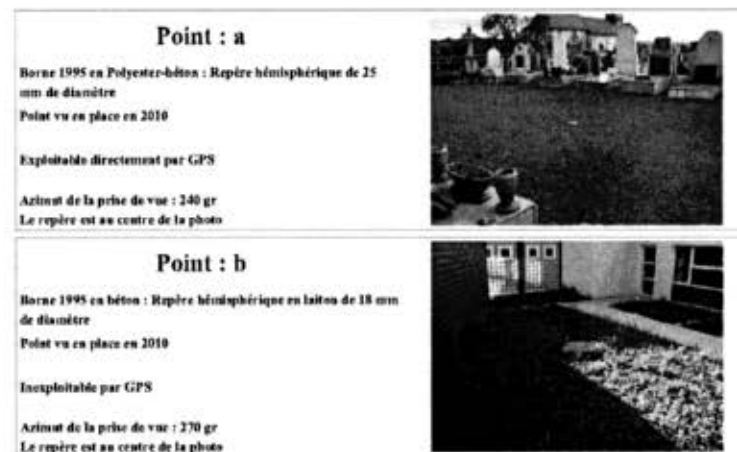 Point : a
Borne 1995 en Polyester-béton : Repère hémisphérique de 25
mm de diamètre
Point vu en place en 2010
Exploitable directement par GPS
Azimut de la prise de vue : 240 gr
Le repère est au centre de la photo
Point : b
Borne 1995 en béton : Repère hémisphérique en laiton de 18 mm
de diamètre
Point vu en place en 2010
Inexploitable par GPS
Azimut de la prise de vue : 270 gr
Le repère est au centre de la photo